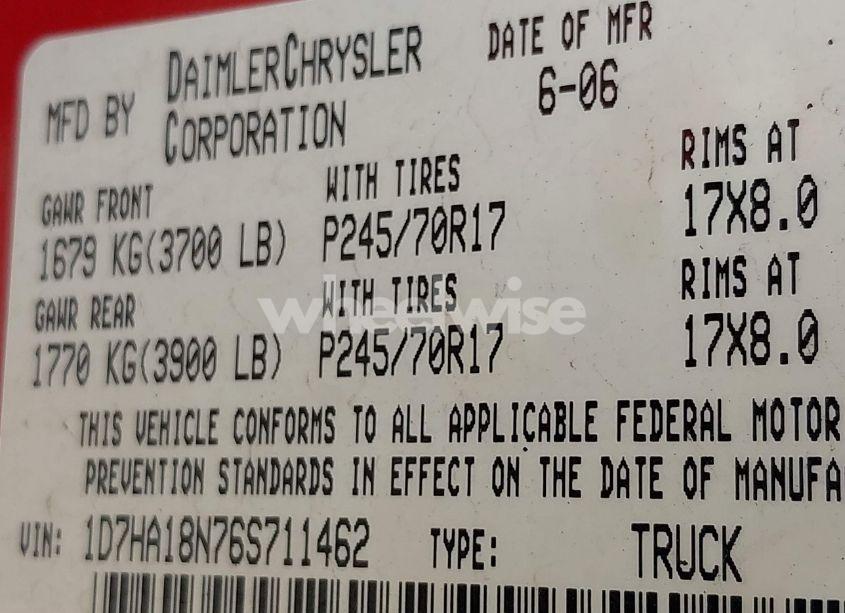 MFD BY DAIMLERCHRYSLER CORPORATION
DATE OF MFR
6-06
GAWR FRONT WITH TIRES RIMS AT
1679 KG(3700 LB) P245/70R17 17X8.0
GAWR REAR WITH TIRES RIMS AT
1770 KG(3900 LB) P245/70R17 17X8.0
wheelwise
THIS VEHICLE CONFORMS TO ALL APPLICABLE FEDERAL MOTOR
PREVENTION STANDARDS IN EFFECT ON THE DATE OF MANUFA
VIN: 1D7HA18N76S711462 TYPE: TRUCK